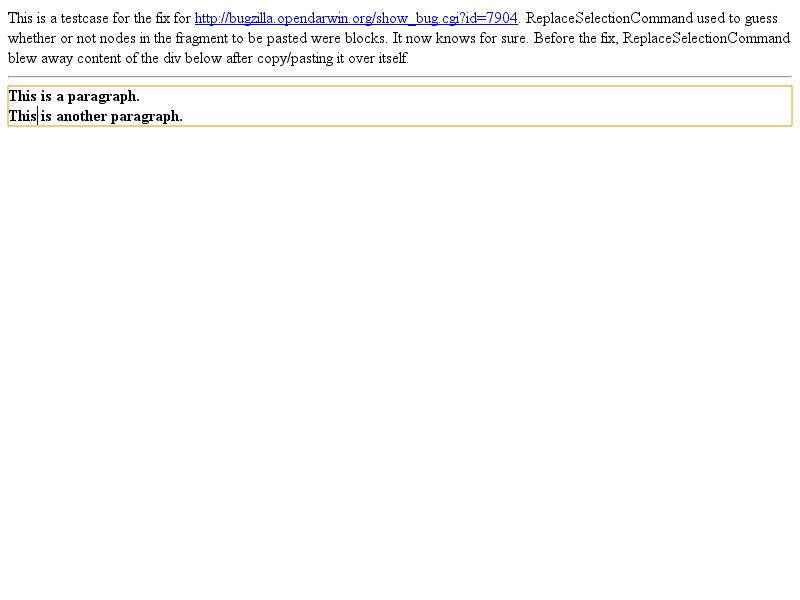 This is a testcase for the fix for http://bugzilla.opendarwin.org/show_bug.cgi?id=7904. ReplaceSelectionCommand used to guess
whether or not nodes in the fragment to be pasted were blocks. It now knows for sure. Before the fix, ReplaceSelectionCommand
blew away content of the div below after copy/pasting it over itself.
This is a paragraph.
This is another paragraph.